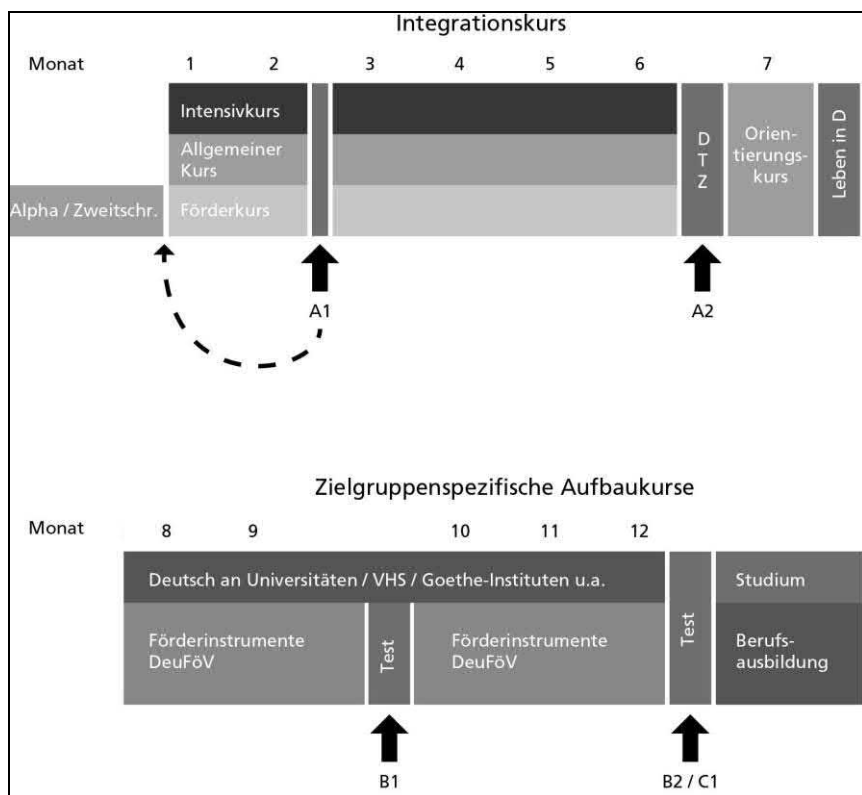 Integrationskurs
Monat 1 2 3 4 5 6 7
Intensivkurs
Allgemeiner
Kurs
Alpha / Zweitschr.
Förderkurs
D
T
Z
Orien-
tierungs-
kurs
Leben in D
A1
A2
Zielgruppenspezifische Aufbaukurse
Monat 8 9 10 11 12
Deutsch an Universitäten / VHS / Goethe-Instituten u.a.
Förderinstrumente
DeuFöV
Test
Förderinstrumente
DeuFöV
Test
Studium
Berufs-
ausbildung
B1
B2 / C1